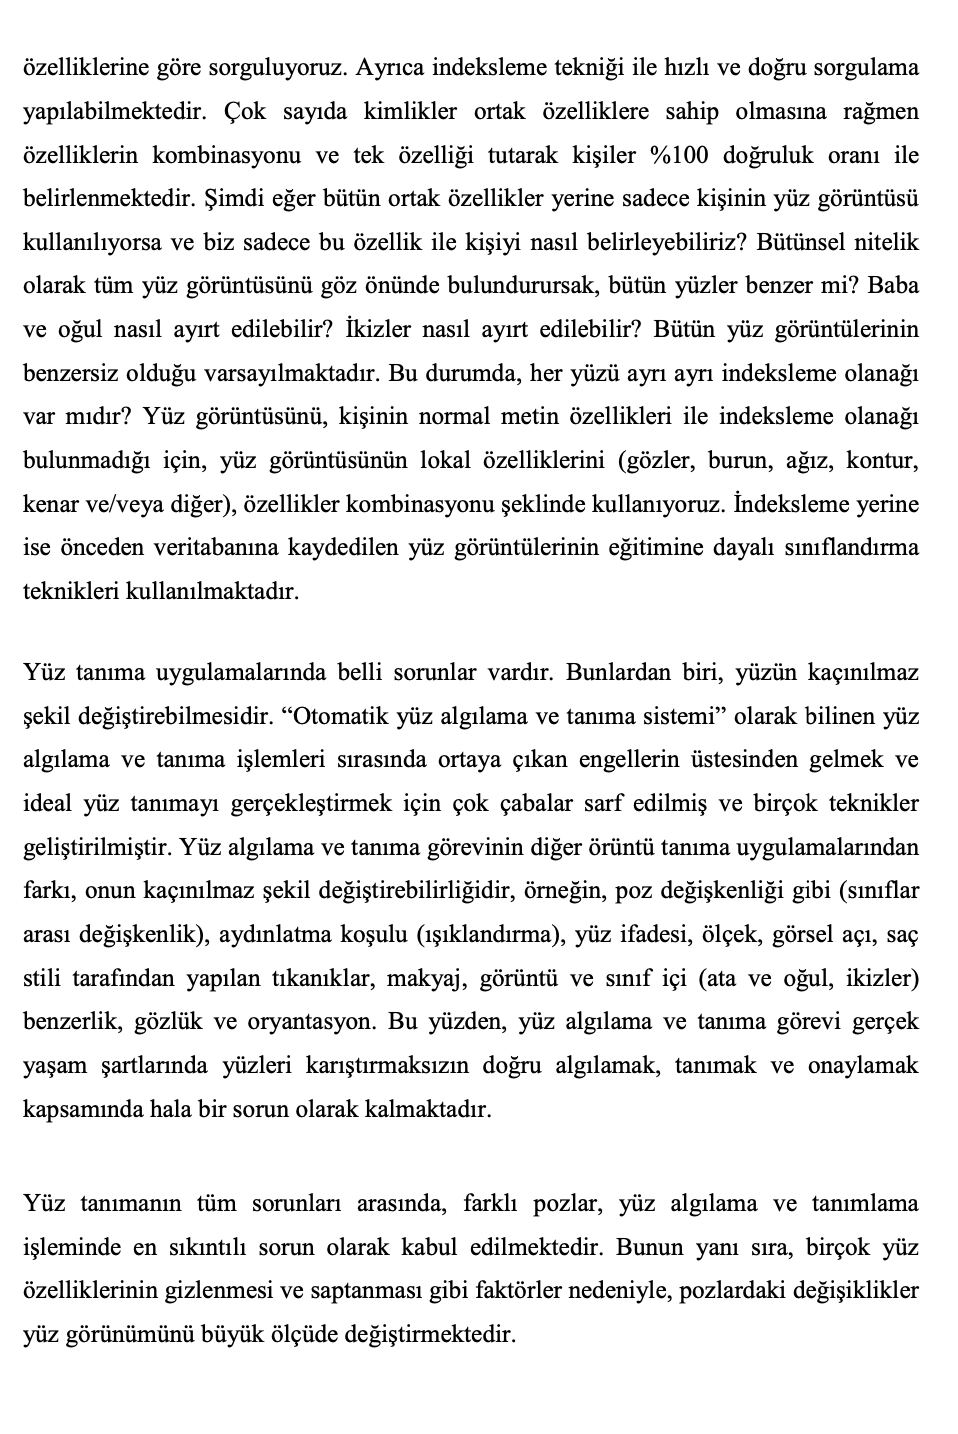 özelliklerine göre sorguluyoruz. Ayrıca indeksleme tekniği ile hızlı ve doğru sorgulama
yapılabilmektedir. Çok sayıda kimlikler ortak özelliklere sahip olmasına rağmen
özelliklerin kombinasyonu ve tek özelliği tutarak kişiler %100 doğruluk oranı ile
belirlenmektedir. Şimdi eğer bütün ortak özellikler yerine sadece kişinin yüz görüntüsü
kullanılıyorsa ve biz sadece bu özellik ile kişiyi nasıl belirleyebiliriz? Bütünsel nitelik
olarak tüm yüz görüntüsünü göz önünde bulundurursak, bütün yüzler benzer mi? Baba
ve oğul nasıl ayırt edilebilir? İkizler nasıl ayırt edilebilir? Bütün yüz görüntülerinin
benzersiz olduğu varsayılmaktadır. Bu durumda, her yüzü ayrı ayrı indeksleme olanağı
var mıdır? Yüz görüntüsünü, kişinin normal metin özellikleri ile indeksleme olanağı
bulunmadığı için, yüz görüntüsünün lokal özelliklerini (gözler, burun, ağız, kontur,
kenar ve/veya diğer), özellikler kombinasyonu şeklinde kullanıyoruz. İndeksleme yerine
ise önceden veritabanına kaydedilen yüz görüntülerinin eğitimine dayalı sınıflandırma
teknikleri kullanılmaktadır.
Yüz tanıma uygulamalarında belli sorunlar vardır. Bunlardan biri, yüzün kaçınılmaz
şekil değiştirebilmesidir. “Otomatik yüz algılama ve tanıma sistemi” olarak bilinen yüz
algılama ve tanıma işlemleri sırasında ortaya çıkan engellerin üstesinden gelmek ve
ideal yüz tanımayı gerçekleştirmek için çok çabalar sarf edilmiş ve birçok teknikler
geliştirilmiştir. Yüz algılama ve tanıma görevinin diğer örüntü tanıma uygulamalarından
farkı, onun kaçınılmaz şekil değiştirebilirliğidir, örneğin, poz değişkenliği gibi (sınıflar
arası değişkenlik), aydınlatma koşulu (ışıklandırma), yüz ifadesi, ölçek, görsel açı, saç
stili tarafından yapılan tıkanıklar, makyaj, görüntü ve sınıf içi (ata ve oğul, ikizler)
benzerlik, gözlük ve oryantasyon. Bu yüzden, yüz algılama ve tanıma görevi gerçek
yaşam şartlarında yüzleri karıştırmaksızın doğru algılamak, tanımak ve onaylamak
kapsamında hala bir sorun olarak kalmaktadır.
Yüz tanımanın tüm sorunları arasında, farklı pozlar, yüz algılama ve tanımlama
işleminde en sıkıntılı sorun olarak kabul edilmektedir. Bunun yanı sıra, birçok yüz
özelliklerinin gizlenmesi ve saptanması gibi faktörler nedeniyle, pozlardaki değişiklikler
yüz görünümünü büyük ölçüde değiştirmektedir.